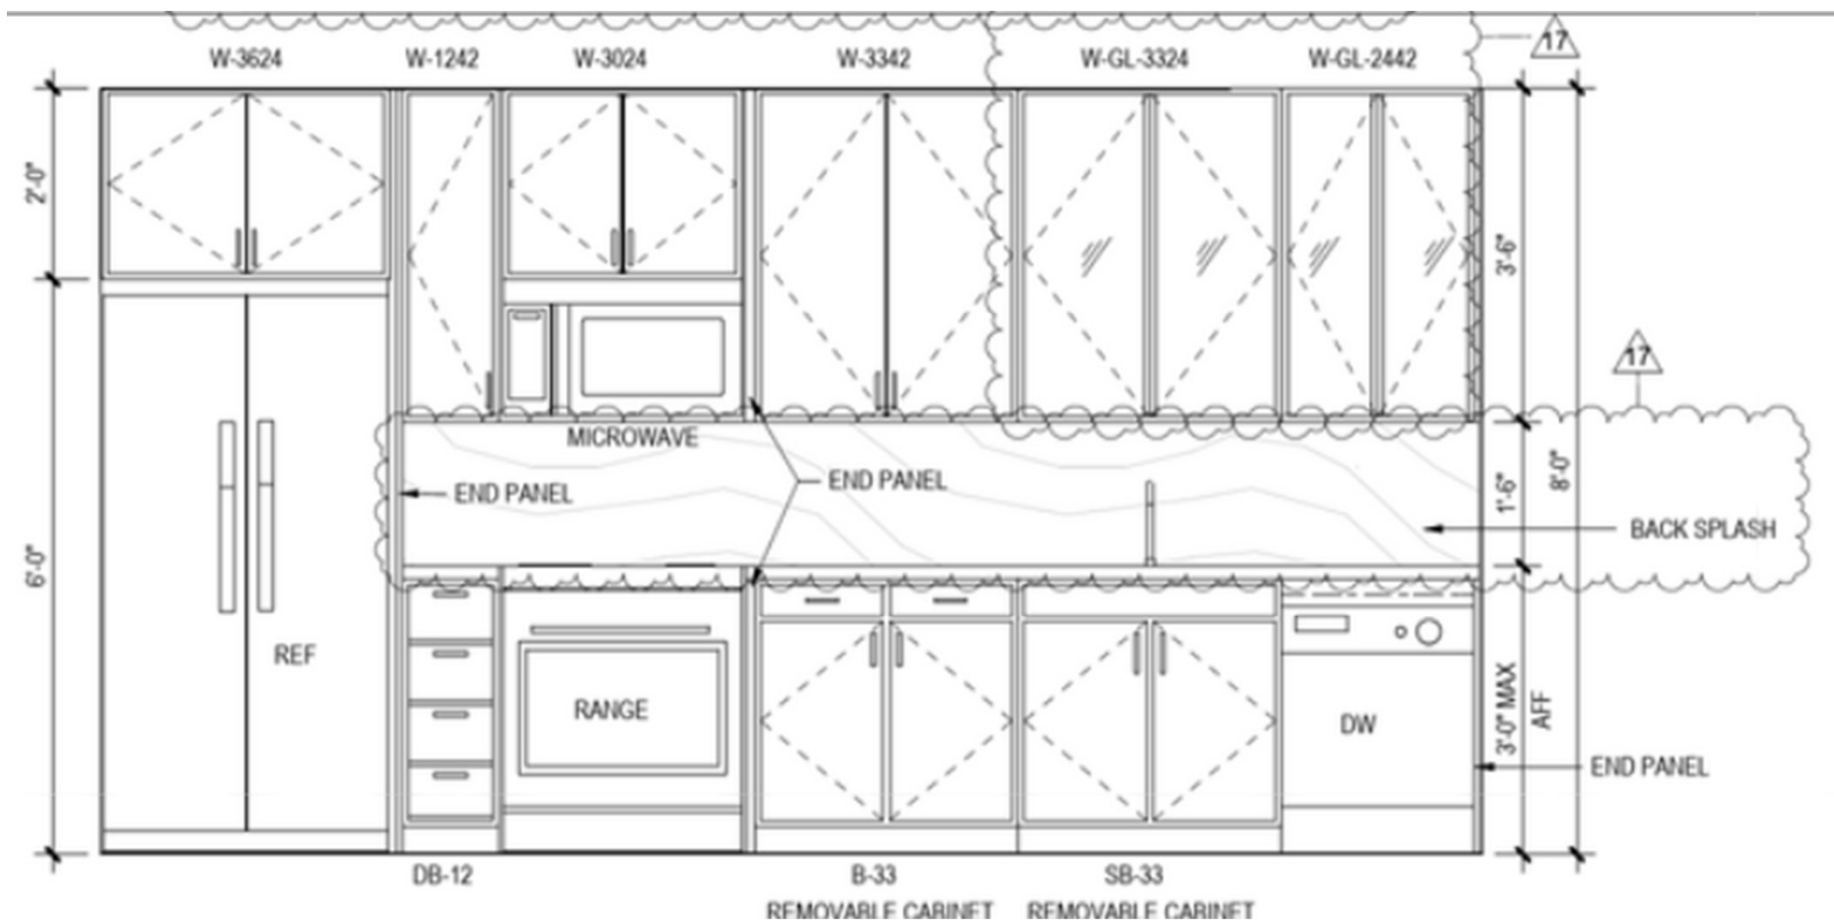 W-3624 W-1242 W-3024 W-3342 W-GL-3324 W-GL-2442
17
2'-0"
3'-6"
17
MICROWAVE
END PANEL
END PANEL
8'-0"
1'-6"
BACK SPLASH
6'-0"
REF
RANGE
DW
3'-0" MAX
AFF
END PANEL
DB-12 B-33 SB-33
REMOVABLE CABINET REMOVABLE CABINET